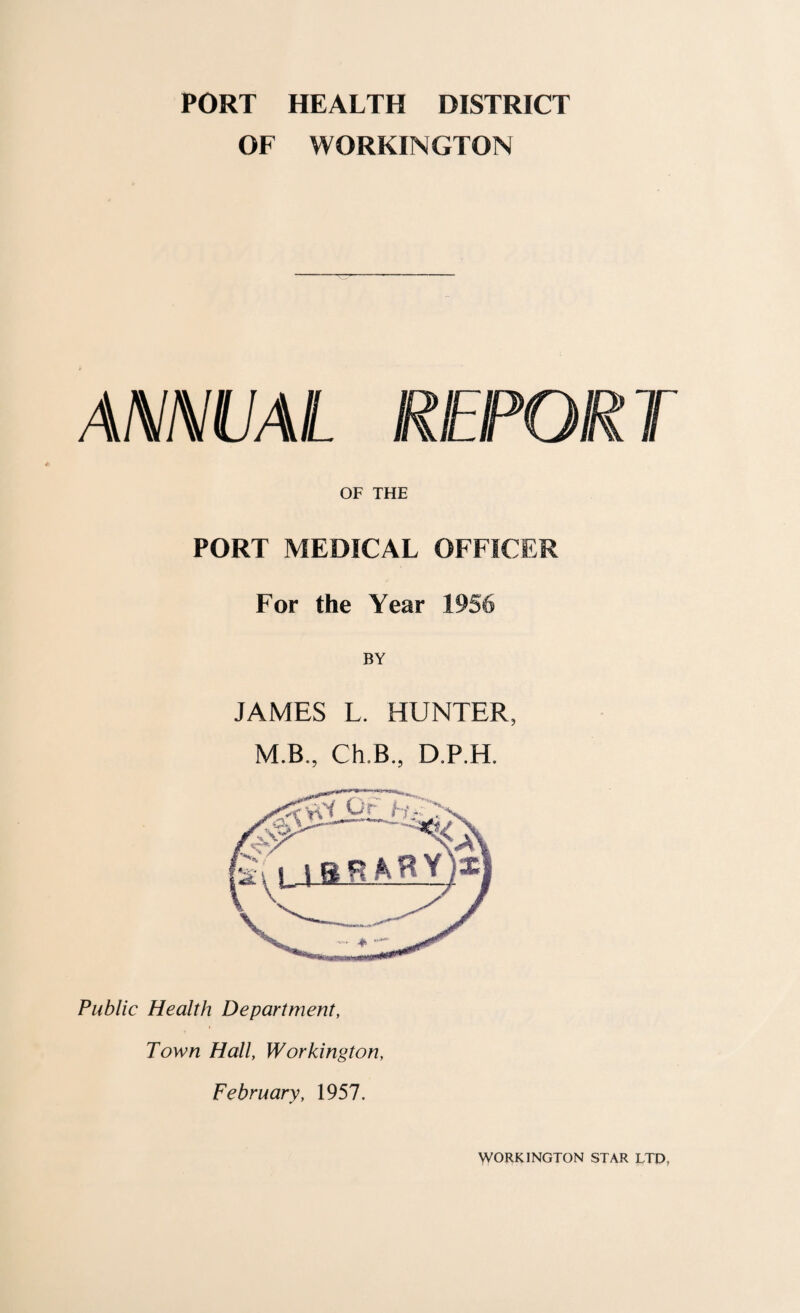 PORT HEALTH DISTRICT
OF WORKINGTON
ANNUAL REPORT
OF THE
PORT MEDICAL OFFICER
For the Year 1956
BY
JAMES L. HUNTER,
M.B., Ch.B., D.P.H.
LIBRARY
Public Health Department,
Town Hall, Workington,
February, 1957.
WORKINGTON STAR LTD,